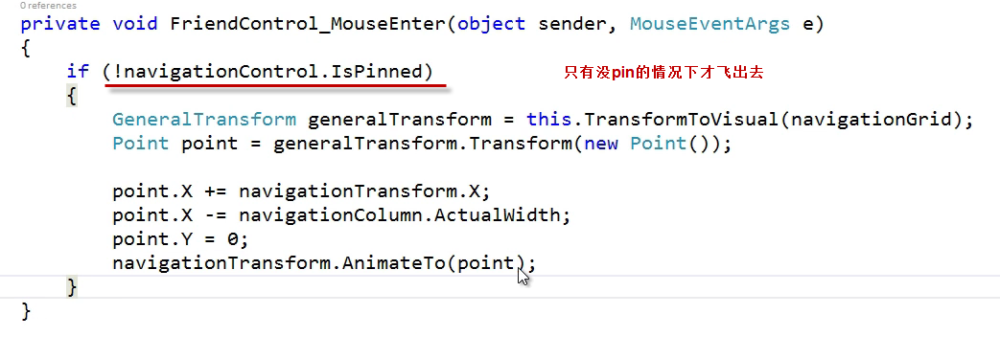 0 references
private void FriendControl_MouseEnter(object sender, MouseEventArgs e)
{
if (!navigationControl.IsPinned) 只有没pin的情况下才飞出去
{
GeneralTransform generalTransform = this.TransformToVisual(navigationGrid);
Point point = generalTransform.Transform(new Point());
point.X += navigationTransform.X;
point.X -= navigationColumn.ActualWidth;
point.Y = 0;
navigationTransform.AnimateTo(point);
}
}